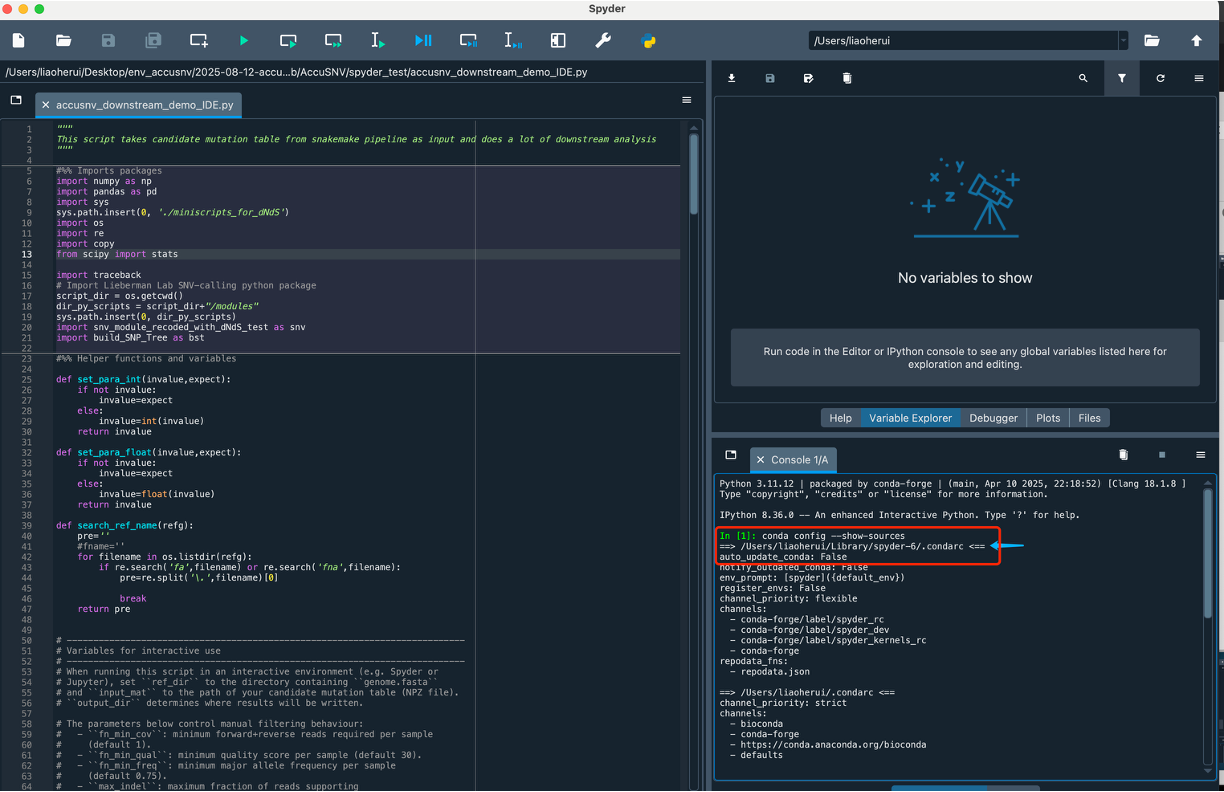 Spyder
/Users/liaoherui
/Users/liaoherui/Desktop/env_accusnv/2025-08-12-accu...b/AccuSNV/spyder_test/accusnv_downstream_demo_IDE.py
accusnv_downstream_demo_IDE.py
1 """
2 This script takes candidate mutation table from snakemake pipeline as input and does a lot of downstream analysis
3 """
4
5 #%% Imports packages
6 import numpy as np
7 import pandas as pd
8 import sys
9 sys.path.insert(0, './miniscripts_for_dNdS')
10 import os
11 import re
12 import copy
13 from scipy import stats
14
15 import traceback
16 # Import Lieberman Lab SNV-calling python package
17 script_dir = os.getcwd()
18 dir_py_scripts = script_dir+"/modules"
19 sys.path.insert(0, dir_py_scripts)
20 import snv_module_recoded_with_dNdS_test as snv
21 import build_SNP_Tree as bst
22
23 #%% Helper functions and variables
24
25 def set_para_int(invalue,expect):
26 if not invalue:
27 invalue=expect
28 else:
29 invalue=int(invalue)
30 return invalue
31
32 def set_para_float(invalue,expect):
33 if not invalue:
34 invalue=expect
35 else:
36 invalue=float(invalue)
37 return invalue
38
39 def search_ref_name(refg):
40 pre=''
41 #fname=''
42 for filename in os.listdir(refg):
43 if re.search('fa',filename) or re.search('fna',filename):
44 pre=re.split('\.',filename)[0]
45
46 break
47 return pre
48
49
50 # ---------------------------------------------------------------------------
51 # Variables for interactive use
52 # ---------------------------------------------------------------------------
53 # When running this script in an interactive environment (e.g. Spyder or
54 # Jupyter), set ``ref_dir`` to the directory containing ``genome.fasta``
55 # and ``input_mat`` to the path of your candidate mutation table (NPZ file).
56 # ``output_dir`` determines where results will be written.
57
58 # The parameters below control manual filtering behaviour:
59 # - ``fn_min_cov``: minimum forward+reverse reads required per sample
60 # (default 1).
61 # - ``fn_min_qual``: minimum quality score per sample (default 30).
62 # - ``fn_min_freq``: minimum major allele frequency per sample
63 # (default 0.75).
64 # - ``max_indel``: maximum fraction of reads supporting
No variables to show
Run code in the Editor or IPython console to see any global variables listed here for
exploration and editing.
Help Variable Explorer Debugger Plots Files
Console 1/A
Python 3.11.12 | packaged by conda-forge | (main, Apr 10 2025, 22:18:52) [Clang 18.1.8 ]
Type "copyright", "credits" or "license" for more information.
IPython 8.36.0 -- An enhanced Interactive Python. Type '?' for help.
In [1]: conda config --show-sources
==> /Users/liaoherui/Library/spyder-6/.condarc <==
auto_update_conda: False
notify_outdated_conda: False
env_prompt: [spyder]({default_env})
register_envs: False
channel_priority: flexible
channels:
- conda-forge/label/spyder_rc
- conda-forge/label/spyder_dev
- conda-forge/label/spyder_kernels_rc
- conda-forge
repodata_fns:
- repodata.json
==> /Users/liaoherui/.condarc <==
channel_priority: strict
channels:
- bioconda
- conda-forge
- https://conda.anaconda.org/bioconda
- defaults